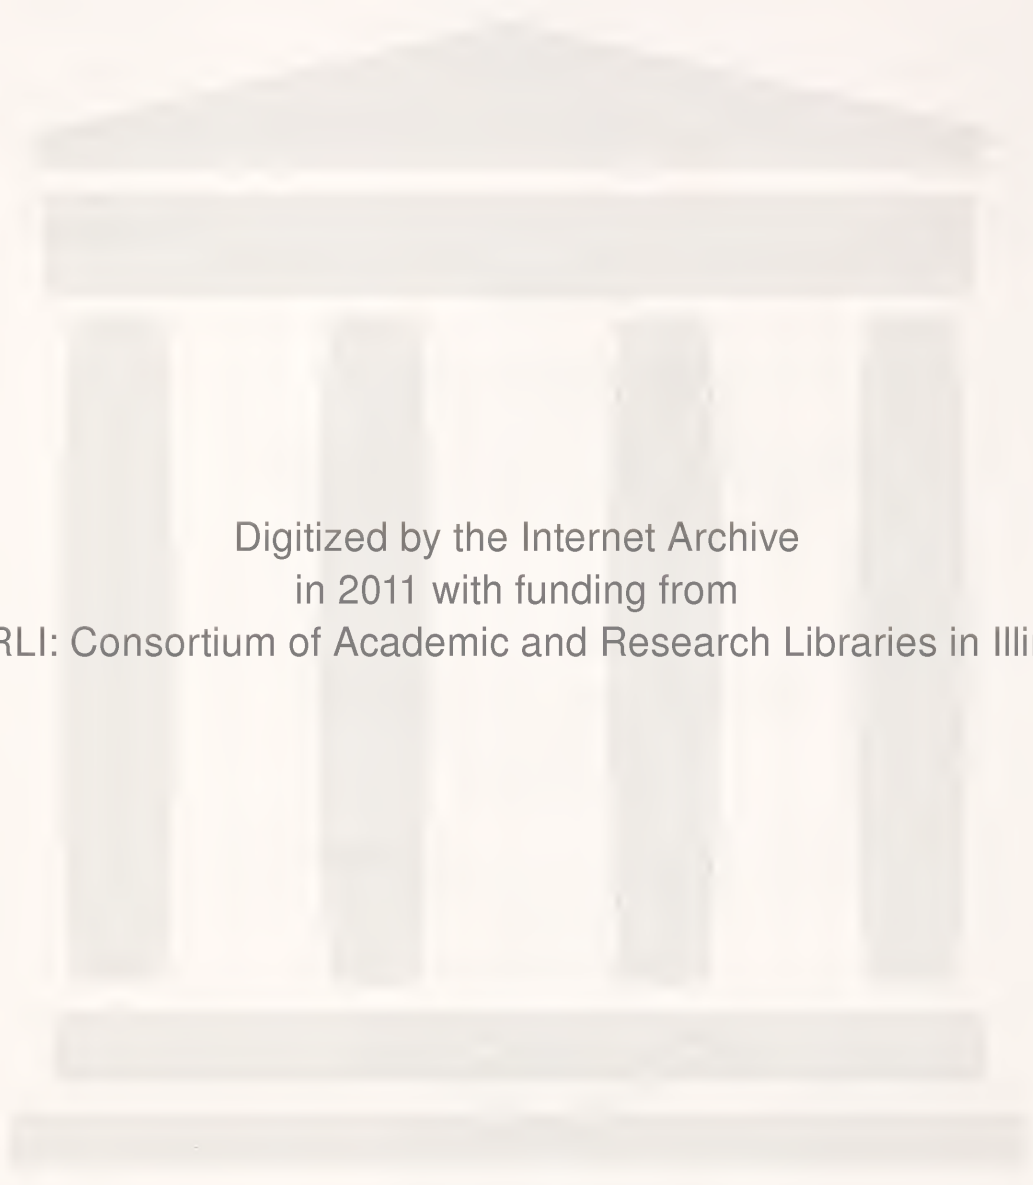 Digitized by the Internet Archive
in 2011 with funding from
RLI: Consortium of Academic and Research Libraries in Illi